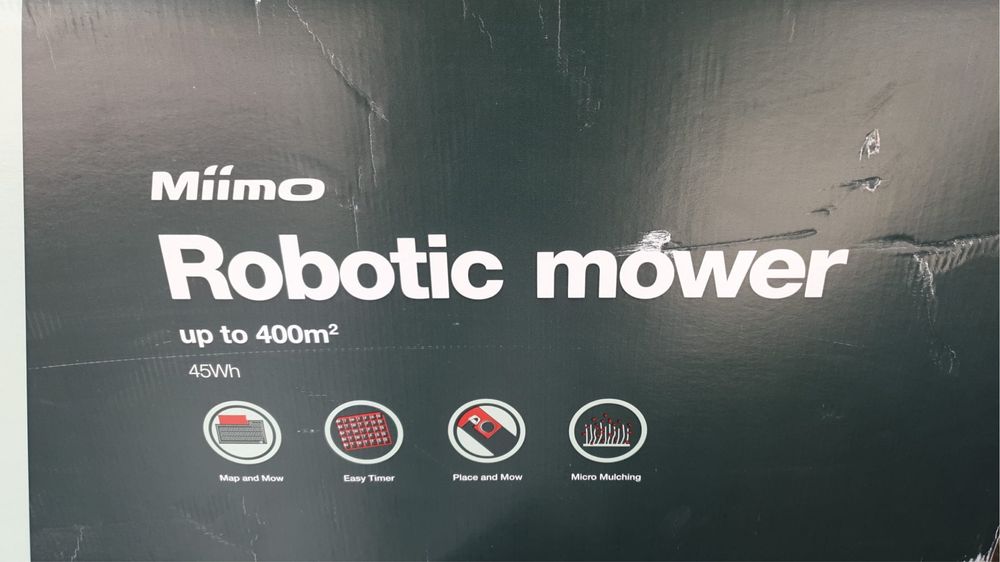 Miimo
Robotic mower
up to 400m²
45Wh
Map and Mow
Easy Timer
Place and Mow
Micro Mulching